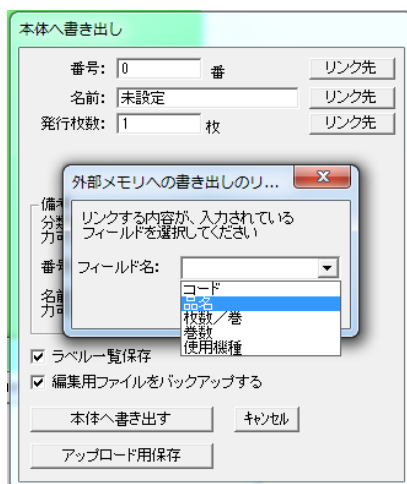 本体へ書き出し
番号: 0 番 リンク先
名前: 未設定 リンク先
発行枚数: 1 枚 リンク先
外部メモリへの書き出しのリ...
リンクする内容が、入力されている
フィールドを選択してください
フィールド名:
コード
品名
枚数／巻
巻数
使用機種
ラベル一覧保存
編集用ファイルをバックアップする
本体へ書き出す キャンセル
アップロード用保存